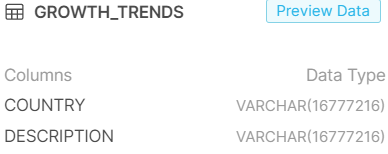 GROWTH_TRENDS Preview Data
Columns Data Type
COUNTRY VARCHAR(16777216)
DESCRIPTION VARCHAR(16777216)